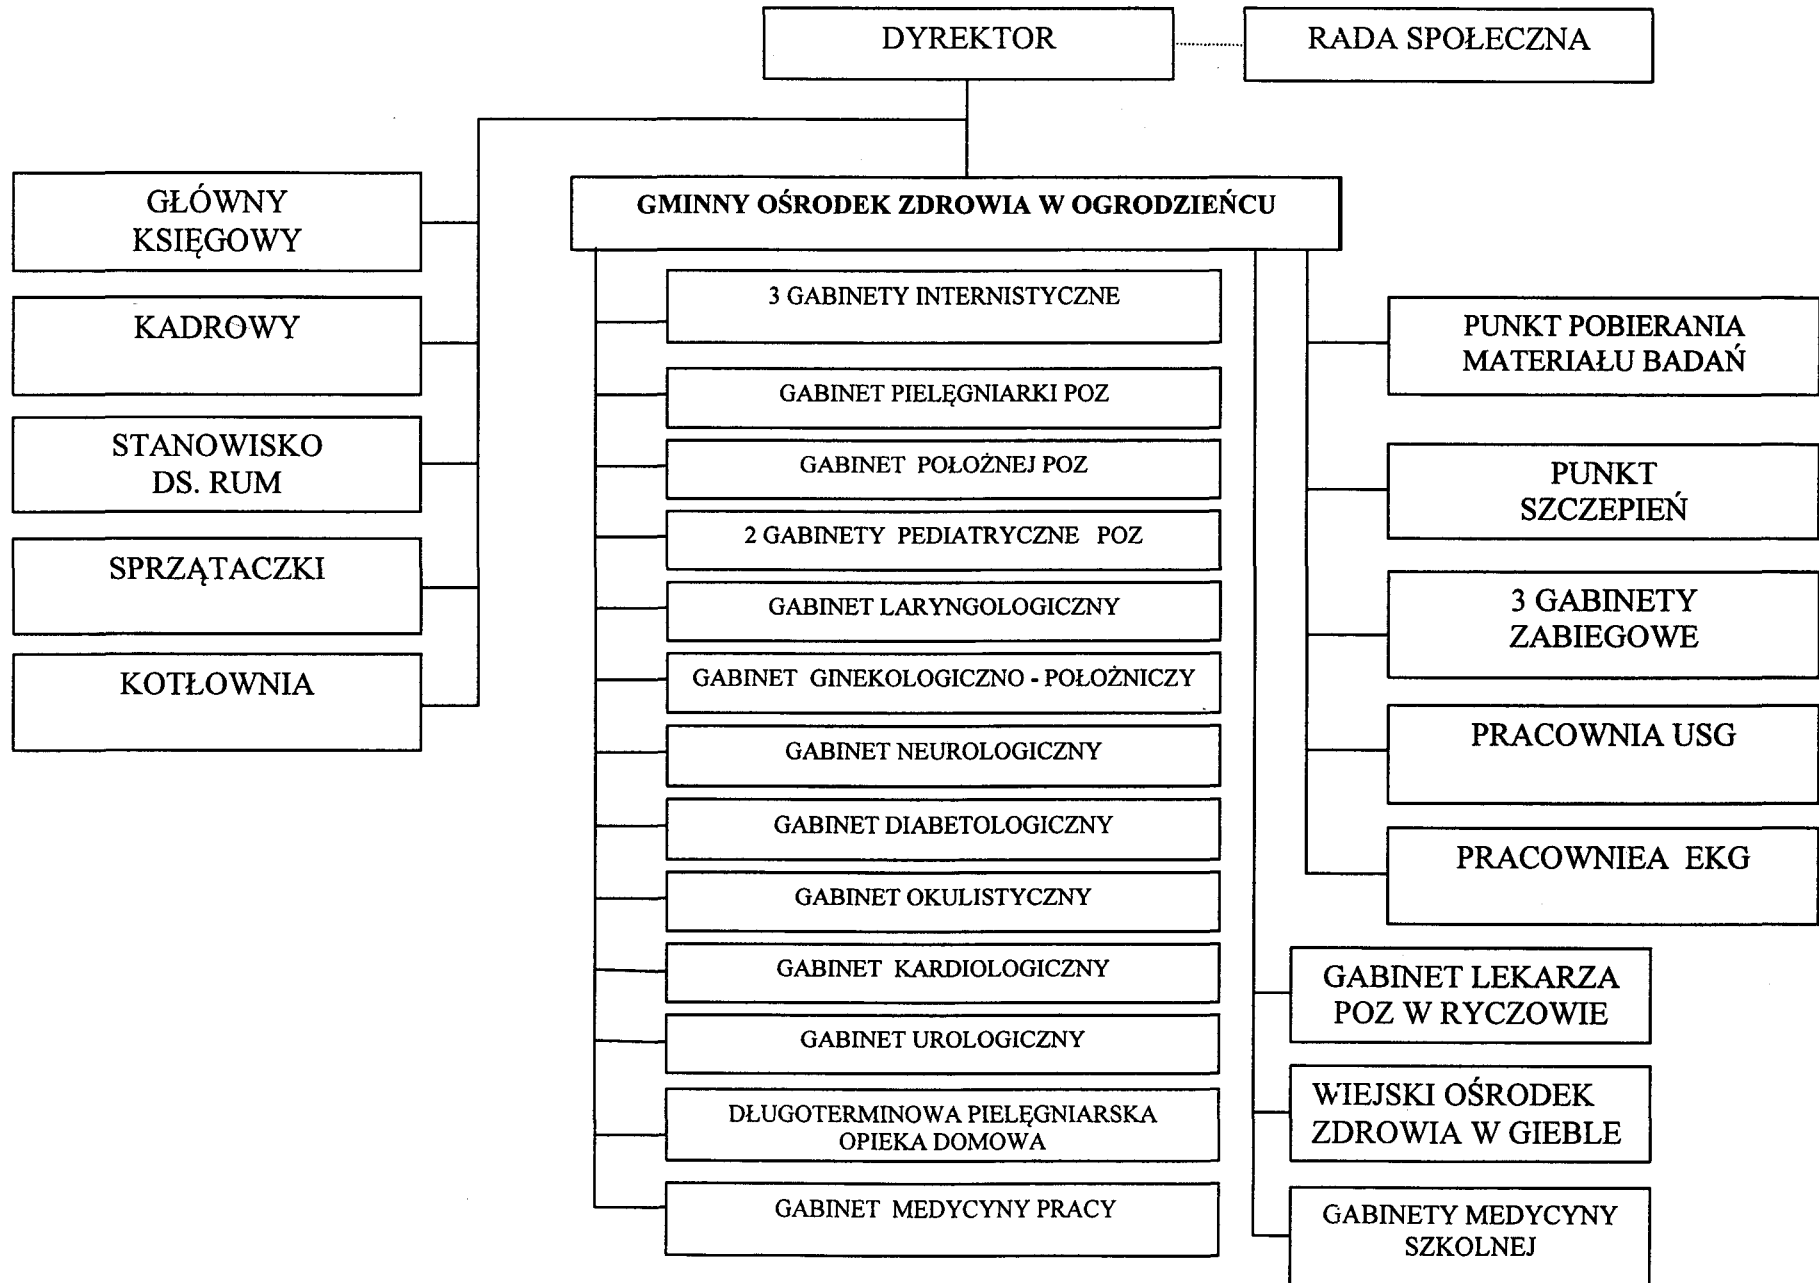 DYREKTOR
RADA SPOŁECZNA
GŁÓWNY
KSIĘGOWY
KADROWY
STANOWISKO
DS. RUM
SPRZĄTACZKI
KOTŁOWNIA
GMINNY OŚRODEK ZDROWIA W OGRODZIEŃCU
3 GABINETY INTERNISTYCZNE
GABINET PIELĘGNIARKI POZ
GABINET POŁOŻNEJ POZ
2 GABINETY PEDIATRYCZNE POZ
GABINET LARYNGOLOGICZNY
GABINET GINEKOLOGICZNO - POŁOŻNICZY
GABINET NEUROLOGICZNY
GABINET DIABETOLOGICZNY
GABINET OKULISTYCZNY
GABINET KARDIOLOGICZNY
GABINET UROLOGICZNY
DŁUGOTERMINOWA PIELĘGNIARSKA
OPIEKA DOMOWA
GABINET MEDYCYNY PRACY
PUNKT POBIERANIA
MATERIAŁU BADAŃ
PUNKT
SZCZEPIEŃ
3 GABINETY
ZABIEGOWE
PRACOWNIA USG
PRACOWNIEA EKG
GABINET LEKARZA
POZ W RYCZOWIE
WIEJSKI OŚRODEK
ZDROWIA W GIEBLE
GABINETY MEDYCYNY
SZKOLNEJ